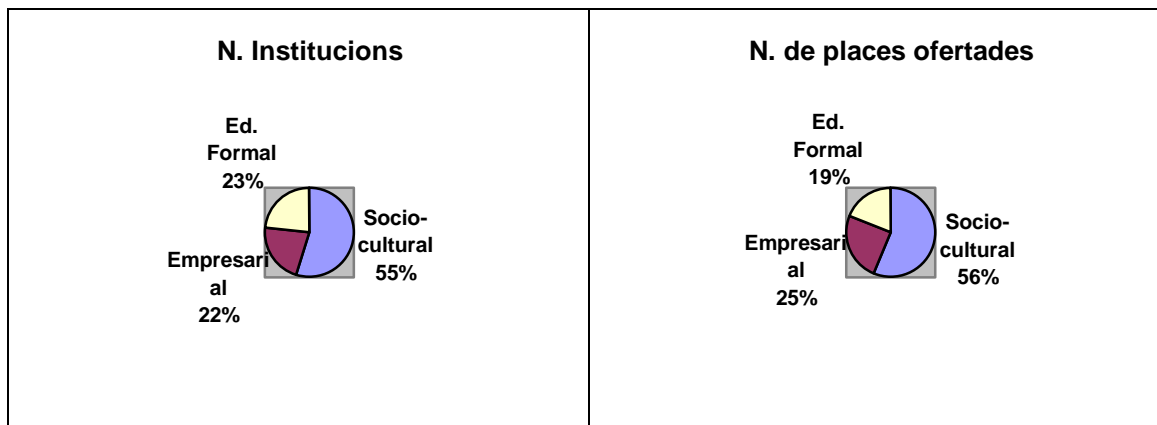 N. Institucions
Ed.
Formal
23%
Socio-
cultural
55%
Empresari
al
22%
N. de places ofertades
Ed.
Formal
19%
Socio-
cultural
56%
Empresari
al
25%